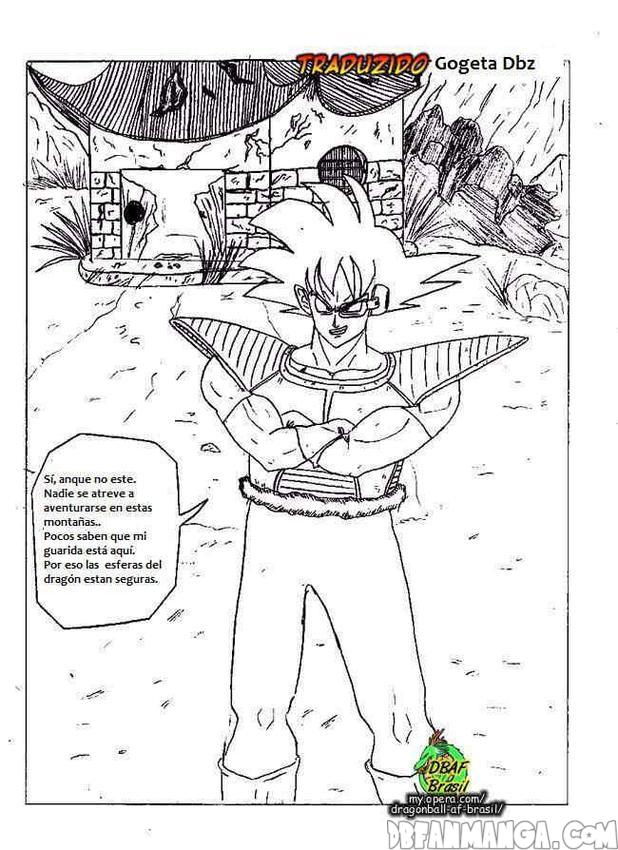 TRADUZIDO Gogeta Dbz
Sí, anque no este.
Nadie se atreve a
aventurarse en estas
montañas..
Pocos saben que mi
guarida está aquí.
Por eso las esferas del
dragón estan seguras.
DBAF
Brasil
my.opera.com/
dragonball-af-brasil/
DBFANMANGA.COM